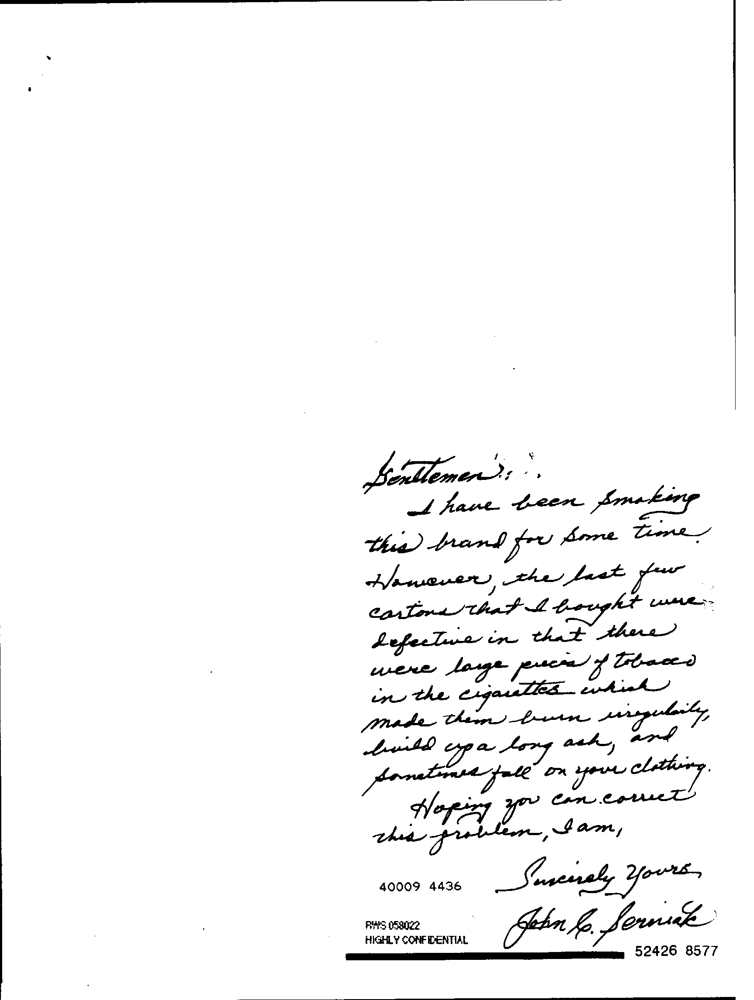 Gentlemen:
I have been smoking
this brand for some time.
However, the last few
cartons that I bought were
defective in that there
were large pieces of tobacco
in the cigarettes which
made them burn irregularily,
build up a long ash, and
sometimes fall on your clothing.
Hoping you can correct
this problem, I am,
Sincerely Yours,
John C. Serniak
40009 4436
RWS 058022
HIGHLY CONFIDENTIAL
52426 8577